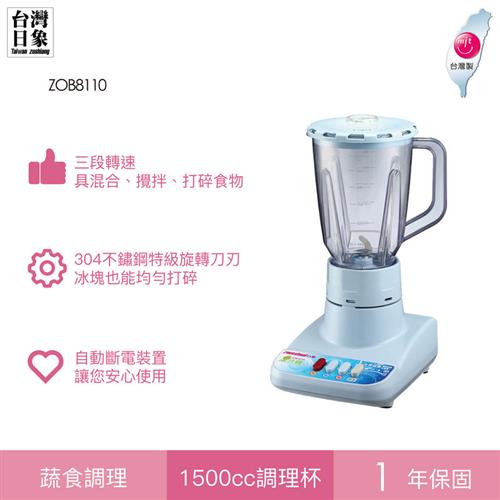 台灣
日象
Taiwan zushiang
mit
台灣製
ZOB8110
三段轉速
具混合、攪拌、打碎食物
304不鏽鋼特級旋轉刀刃
冰塊也能均勻打碎
自動斷電裝置
讓您安心使用
蔬食調理
1500cc調理杯
1 年保固